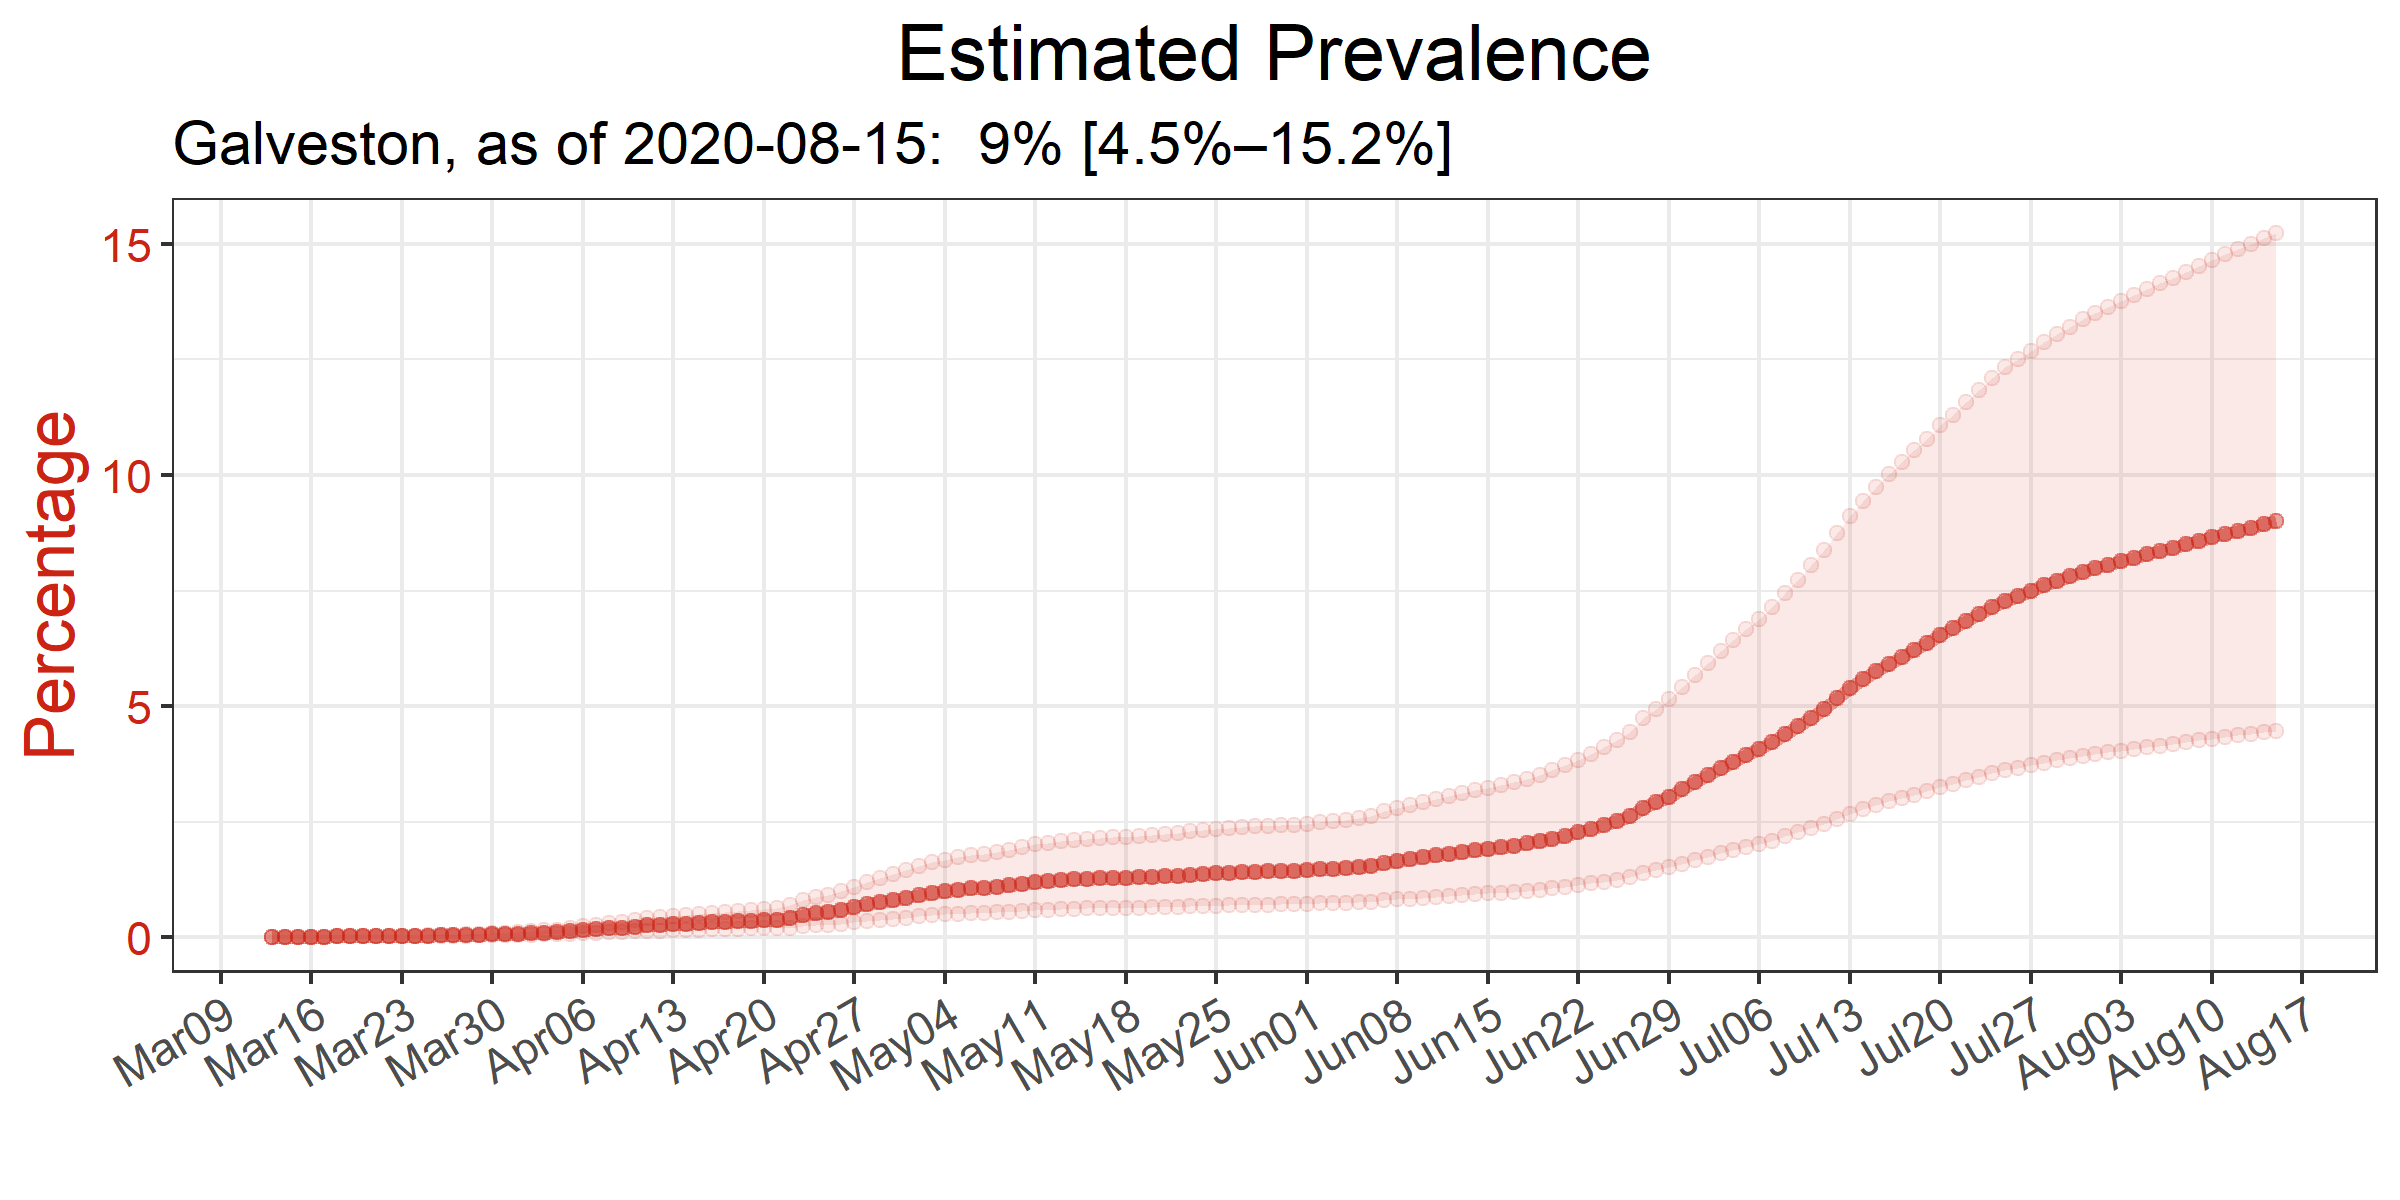 Estimated Prevalence
Galveston, as of 2020-08-15:  9% [4.5%–15.2%]
Percentage
15
10
5
0
Mar09
Mar16
Mar23
Mar30
Apr06
Apr13
Apr20
Apr27
May04
May11
May18
May25
Jun01
Jun08
Jun15
Jun22
Jun29
Jul06
Jul13
Jul20
Jul27
Aug03
Aug10
Aug17